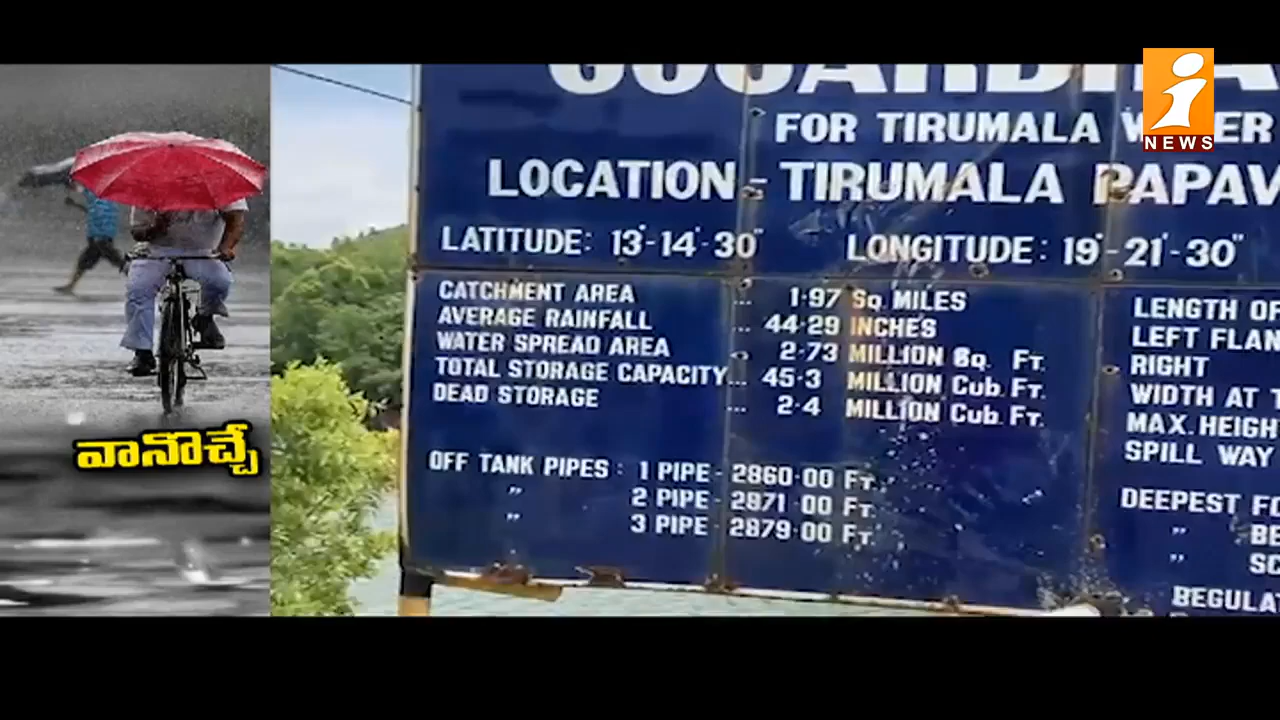 వానొచ్చే
i
NEWS
FOR TIRUMALA
LOCATION - TIRUMALA PAPAV
LATITUDE: 13°-14'-30" LONGITUDE: 19°-21'-30"
CATCHMENT AREA ... 1·97 Sq. MILES
AVERAGE RAINFALL ... 44·29 INCHES
WATER SPREAD AREA ... 2·73 MILLION Sq. FT.
TOTAL STORAGE CAPACITY... 45·3 MILLION Cub. FT.
DEAD STORAGE ... 2·4 MILLION Cub. FT.
OFF TANK PIPES : 1 PIPE - 2860·00 FT.
" 2 PIPE - 2871·00 FT.
" 3 PIPE - 2879·00 FT.
LENGTH OF
LEFT FLAN
RIGHT
WIDTH AT T
MAX. HEIGH
SPILL WAY
DEEPEST FO
" BE
" SC